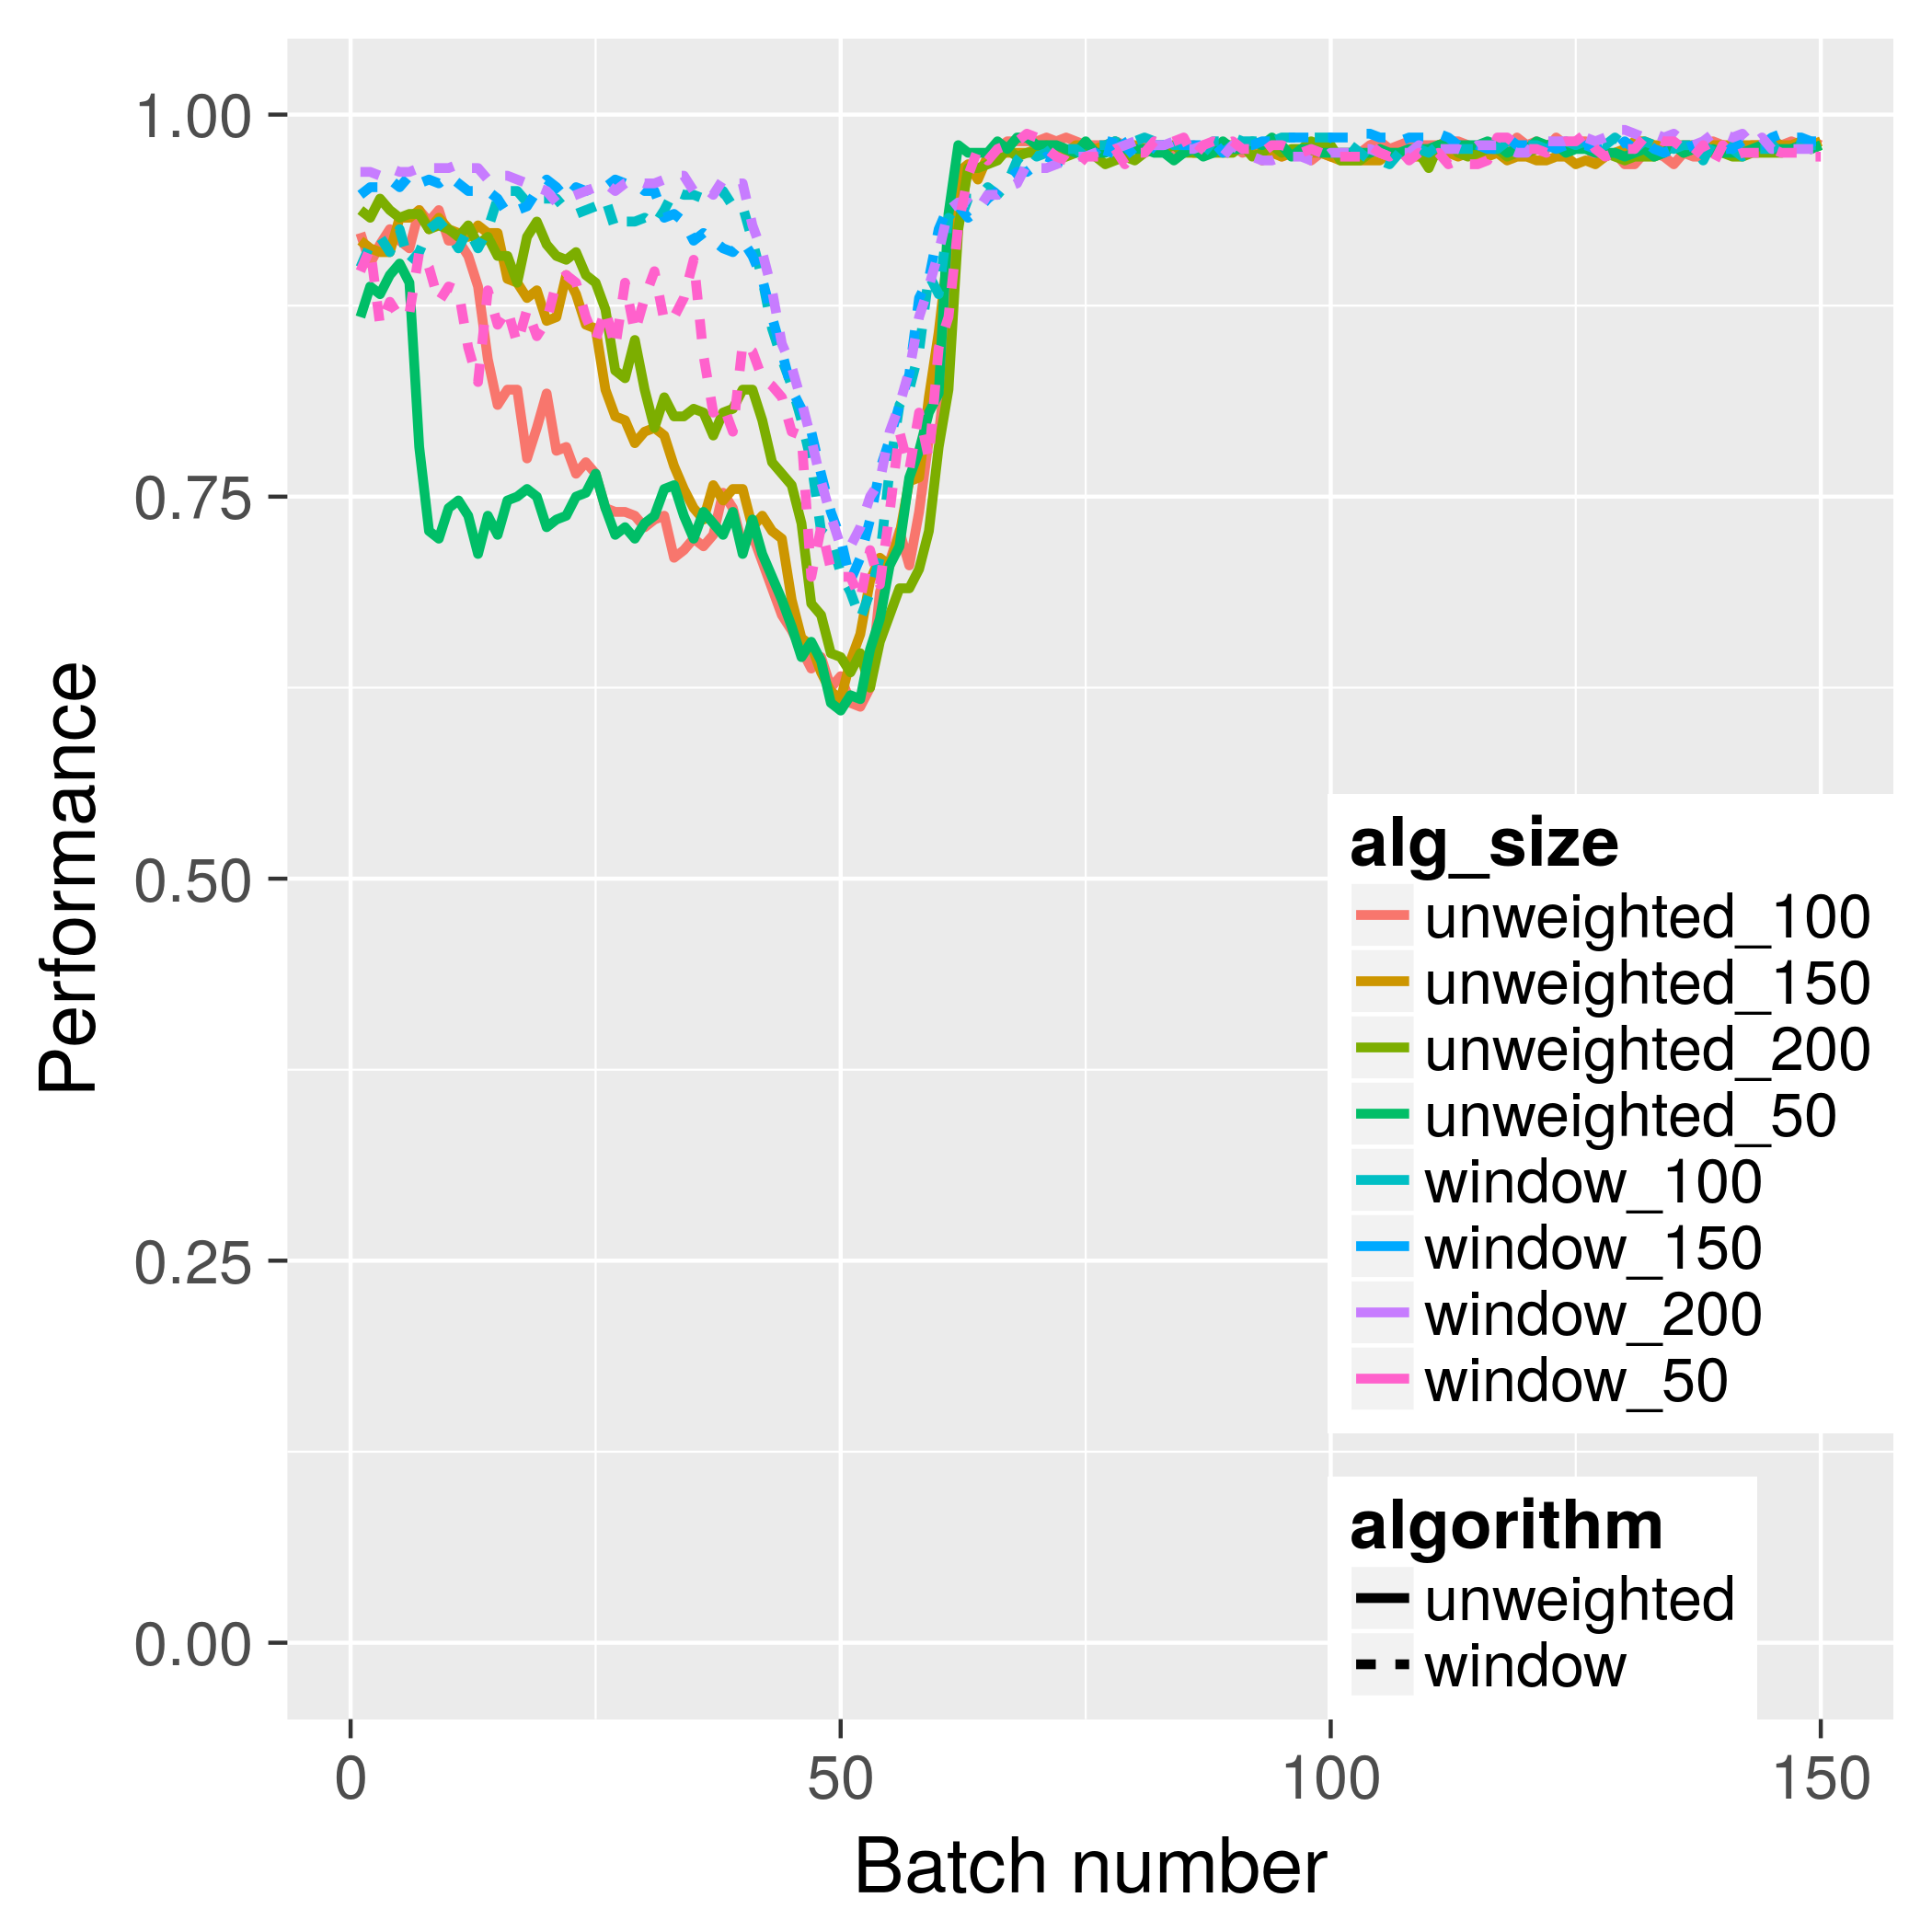 1.00
0.75
0.50
0.25
0.00
Performance
0
50
100
150
Batch number
alg_size
unweighted_100
unweighted_150
unweighted_200
unweighted_50
window_100
window_150
window_200
window_50
algorithm
unweighted
window